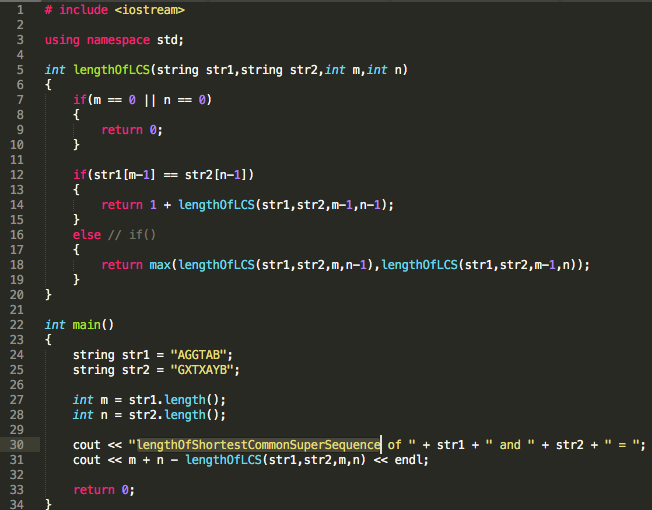 1 # include <iostream>
2
3 using namespace std;
4
5 int lengthOfLCS(string str1,string str2,int m,int n)
6 {
7     if(m == 0 || n == 0)
8     {
9         return 0;
10     }
11
12     if(str1[m-1] == str2[n-1])
13     {
14         return 1 + lengthOfLCS(str1,str2,m-1,n-1);
15     }
16     else // if()
17     {
18         return max(lengthOfLCS(str1,str2,m,n-1),lengthOfLCS(str1,str2,m-1,n));
19     }
20 }
21
22 int main()
23 {
24     string str1 = "AGGTAB";
25     string str2 = "GXTXAYB";
26
27     int m = str1.length();
28     int n = str2.length();
29
30     cout << "lengthOfShortestCommonSuperSequence of " + str1 + " and " + str2 + " = ";
31     cout << m + n - lengthOfLCS(str1,str2,m,n) << endl;
32
33     return 0;
34 }